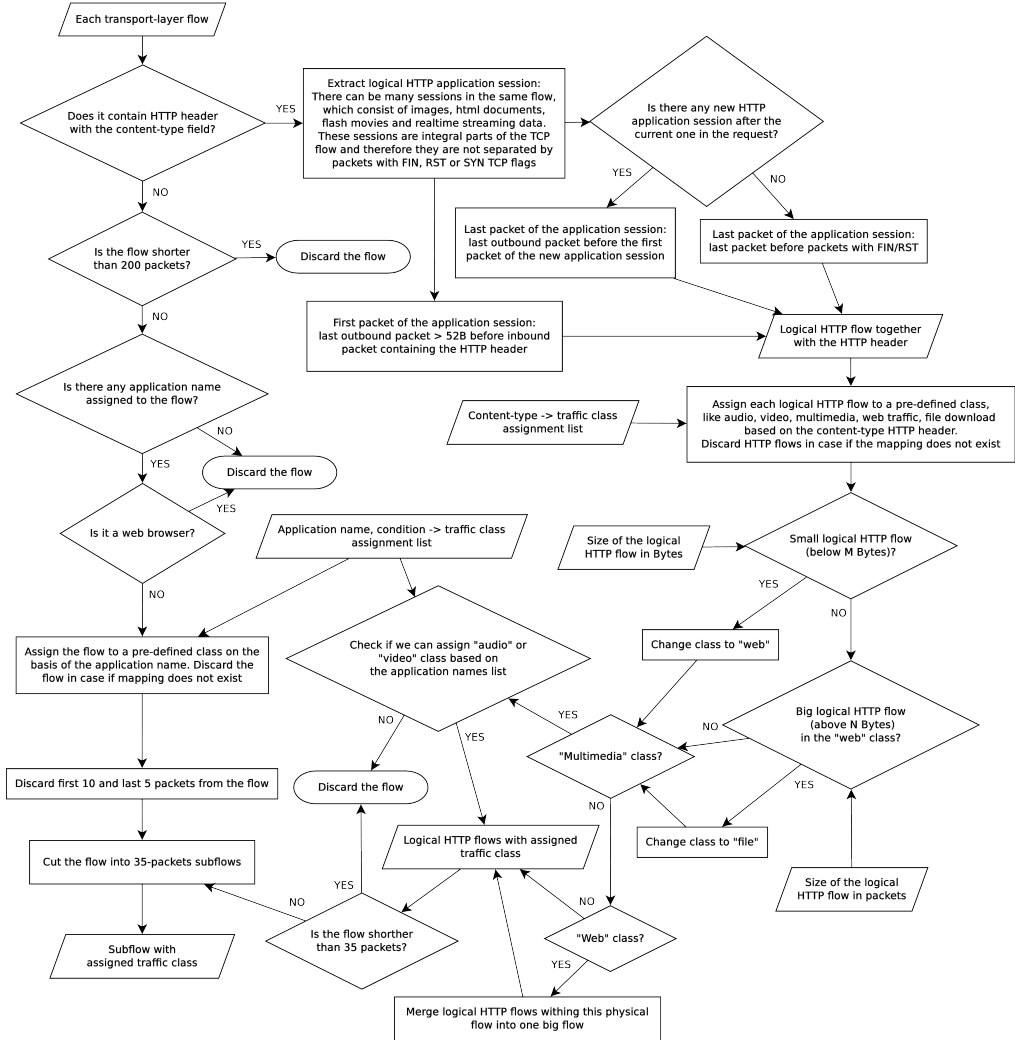 Each transport-layer flow
Does it contain HTTP header
with the content-type field?
YES
Extract logical HTTP application session:
There can be many sessions in the same flow,
which consist of images, html documents,
flash movies and realtime streaming data.
These sessions are integral parts of the TCP
flow and therefore they are not separated by
packets with FIN, RST or SYN TCP flags
Is there any new HTTP
application session after the
current one in the request?
YES
NO
NO
Last packet of the application session:
last outbound packet before the first
packet of the new application session
Last packet of the application session:
last packet before packets with FIN/RST
Is the flow shorter
than 200 packets?
YES
Discard the flow
NO
First packet of the application session:
last outbound packet > 52B before inbound
packet containing the HTTP header
Logical HTTP flow together
with the HTTP header
Is there any application name
assigned to the flow?
NO
YES
Discard the flow
Content-type -> traffic class
assignment list
Assign each logical HTTP flow to a pre-defined class,
like audio, video, multimedia, web traffic, file download
based on the content-type HTTP header.
Discard HTTP flows in case if the mapping does not exist
Is it a web browser?
YES
NO
Application name, condition -> traffic class
assignment list
Size of the logical
HTTP flow in Bytes
Small logical HTTP flow
(below M Bytes)?
YES
NO
Assign the flow to a pre-defined class on the
basis of the application name. Discard the
flow in case if mapping does not exist
Check if we can assign "audio" or
"video" class based on
the application names list
Change class to "web"
Big logical HTTP flow
(above N Bytes)
in the "web" class?
NO
YES
NO
YES
"Multimedia" class?
YES
NO
Discard first 10 and last 5 packets from the flow
Discard the flow
Change class to "file"
Cut the flow into 35-packets subflows
Logical HTTP flows with assigned
traffic class
Size of the logical
HTTP flow in packets
YES
NO
Is the flow shorther
than 35 packets?
NO
"Web" class?
YES
Subflow with
assigned traffic class
Merge logical HTTP flows withing this physical
flow into one big flow